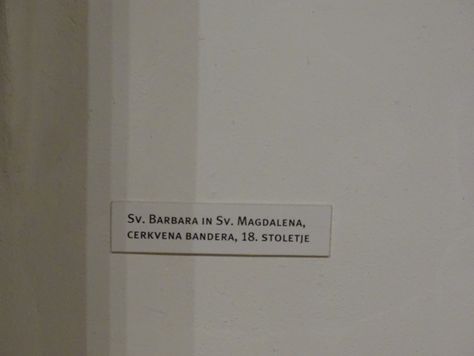 Sv. Barbara in Sv. Magdalena,
cerkvena bandera, 18. stoletje